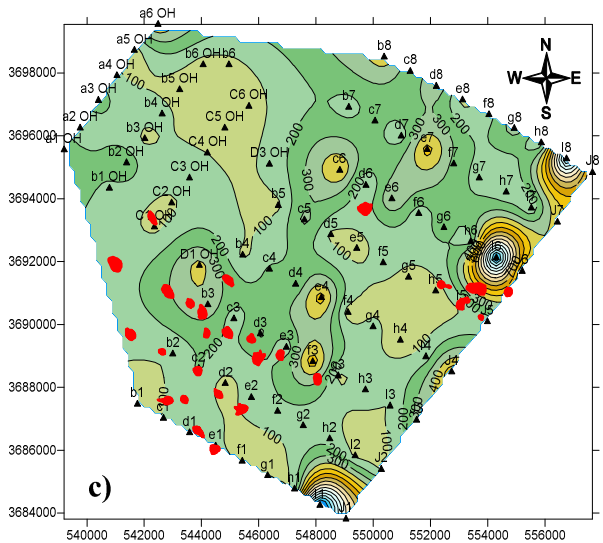 a6 OH
a5 OH
b8
N
b6 OH b6
a4 OH
c8
W E
3698000
b5 OH
d8
a3 OH
e8
C6 OH
b7
S
b4 OH
f8
a2 OH
C5 OH
c7
g8
b3 OH
d7
300
3696000
a1 OH
200
e7
h8
C4 OH
D3 OH
b2 OH
c6
f7
i8
b1 OH
C3 OH
300
d6
g7
J8
3694000
C2 OH
b5
e6
h7
C1 OH
100
c5
f6
J7
d5
g6
h6
3692000
D1 OH
b4
e5
I6
c4
f5
d4
g5
b3
e4
h5
3690000
c3
f4
g4
b2
d3
h4
e3
J4
c2
f3
3688000
d2
h3
b1
e2
I3
f2
g2
3686000
d1
h2
e1
f1
I2
g1
J2
h1
c)
3684000
J1
540000 542000 544000 546000 548000 550000 552000 554000 556000